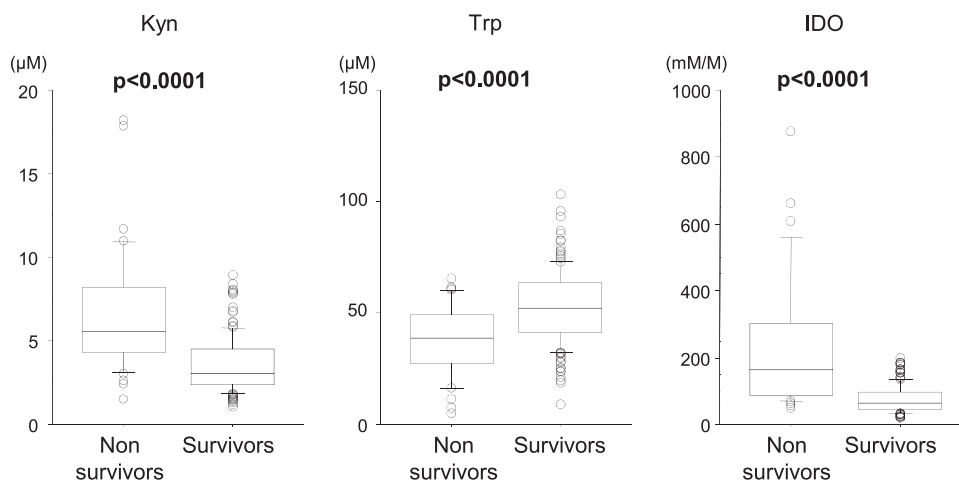 Kyn
(µM)
p<0.0001
20
15
10
5
0
Non
survivors
Survivors
Trp
(µM)
p<0.0001
150
100
50
0
Non
survivors
Survivors
IDO
(mM/M)
p<0.0001
1000
800
600
400
200
0
Non
survivors
Survivors